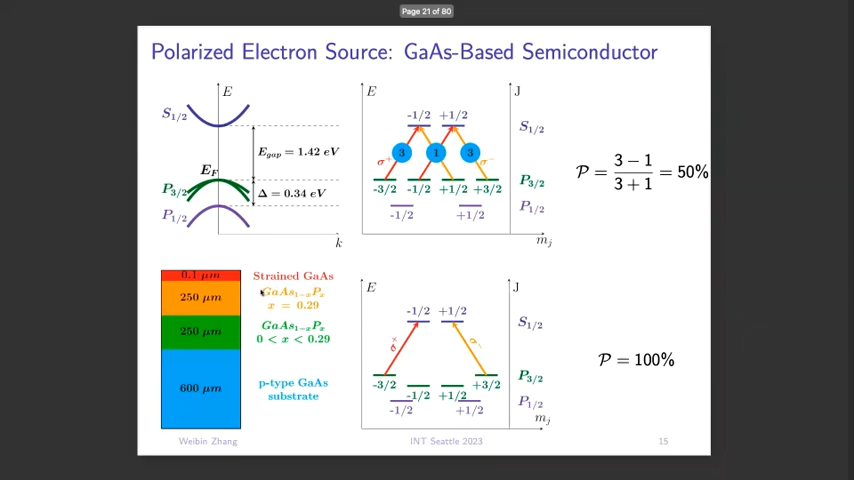 Page 21 of 80
Polarized Electron Source: GaAs-Based Semiconductor
E
S1/2
Egap = 1.42 eV
EF
P3/2
Δ = 0.34 eV
P1/2
k
E
J
-1/2 +1/2
S1/2
3 1 3
σ+ σ−
P3/2
-3/2 -1/2 +1/2 +3/2
P1/2
-1/2 +1/2
mj
P = (3 − 1)/(3 + 1) = 50%
0.1 μm
Strained GaAs
250 μm
GaAs1−xPx
x = 0.29
250 μm
GaAs1−xPx
0 < x < 0.29
600 μm
p-type GaAs
substrate
E
J
-1/2 +1/2
S1/2
σ+ σ−
P3/2
-3/2 +3/2
-1/2 +1/2
P1/2
-1/2 +1/2
mj
P = 100%
Weibin Zhang
INT Seattle 2023
15